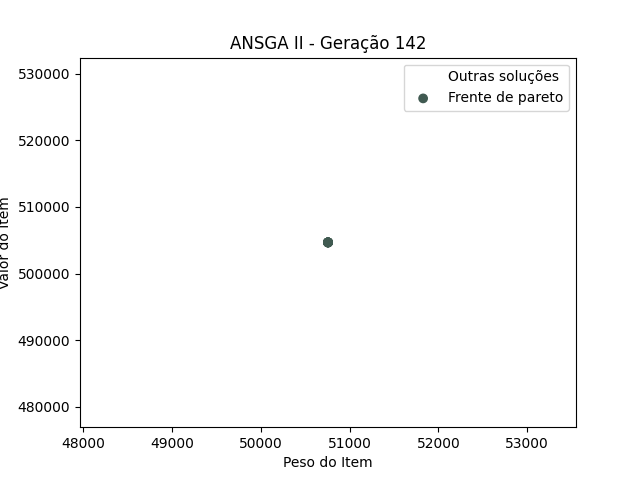 ANSGA II - Geração 142
Outras soluções
Frente de pareto
530000
520000
510000
500000
490000
480000
Valor do Item
48000
49000
50000
51000
52000
53000
Peso do Item